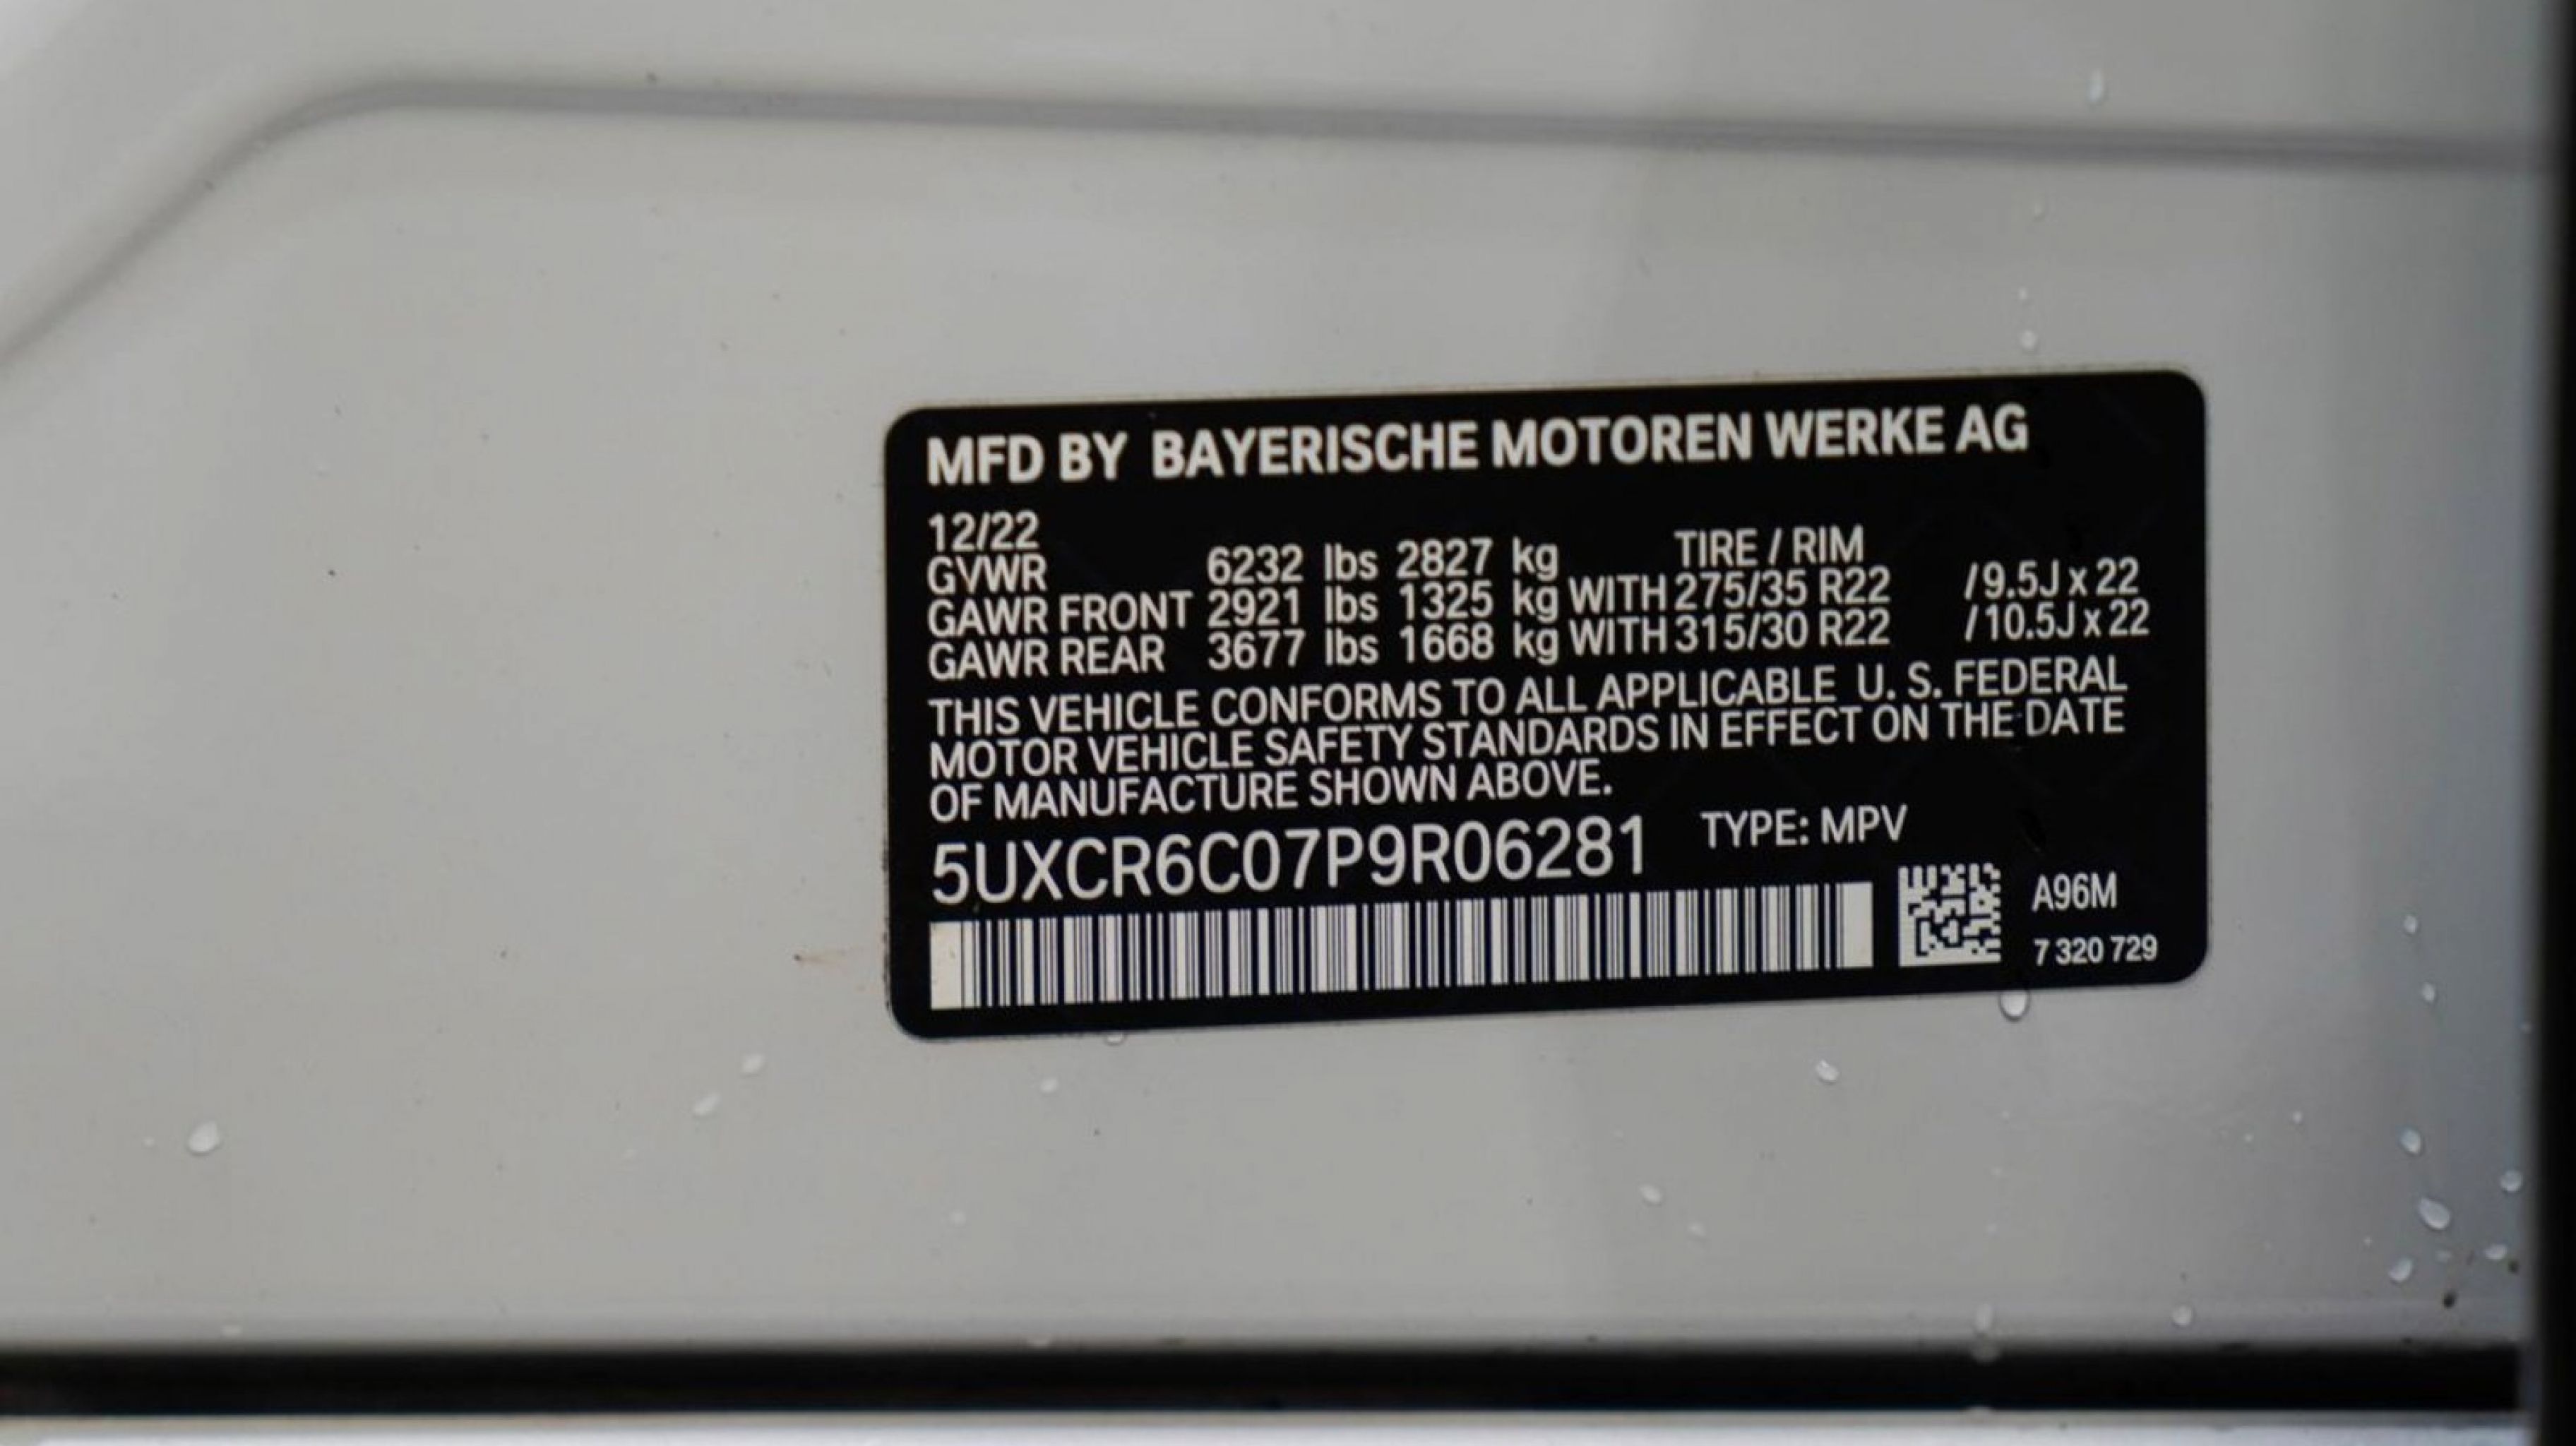 MFD BY BAYERISCHE MOTOREN WERKE AG
12/22 TIRE / RIM
GVWR 6232 lbs 2827 kg
GAWR FRONT 2921 lbs 1325 kg WITH 275/35 R22 / 9.5J x 22
GAWR REAR 3677 lbs 1668 kg WITH 315/30 R22 / 10.5J x 22
THIS VEHICLE CONFORMS TO ALL APPLICABLE U. S. FEDERAL
MOTOR VEHICLE SAFETY STANDARDS IN EFFECT ON THE DATE
OF MANUFACTURE SHOWN ABOVE.
5UXCR6C07P9R06281 TYPE: MPV
A96M
7 320 729